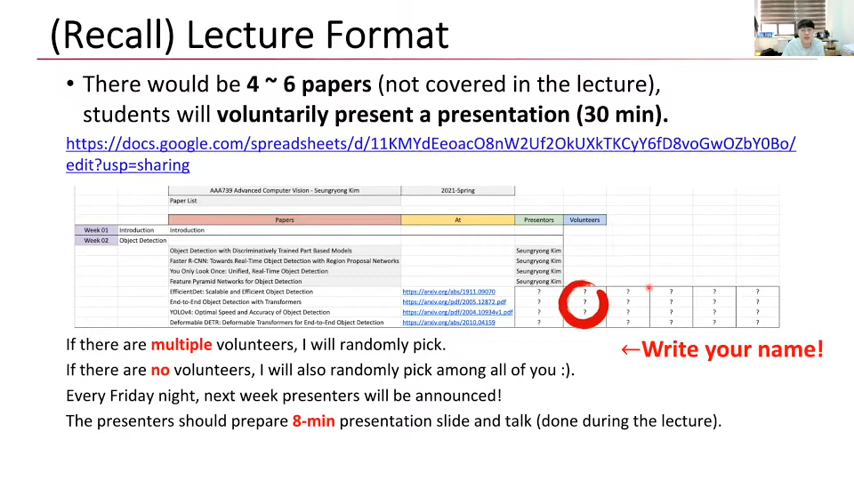 (Recall) Lecture Format
• There would be 4 ~ 6 papers (not covered in the lecture),
students will voluntarily present a presentation (30 min).
https://docs.google.com/spreadsheets/d/11KMYdEeoacO8nW2Uf2OkUXkTKCyY6fD8voGwOZbY0Bo/
edit?usp=sharing
AAA739 Advanced Computer Vision - Seungryong Kim 2021-Spring
Paper List
Papers At Presentors Volunteers
Week 01 Introduction Introduction
Week 02 Object Detection
Object Detection with Discriminatively Trained Part Based Models Seungryong Kim
Faster R-CNN: Towards Real-Time Object Detection with Region Proposal Networks Seungryong Kim
You Only Look Once: Unified, Real-Time Object Detection Seungryong Kim
Feature Pyramid Networks for Object Detection Seungryong Kim
EfficientDet: Scalable and Efficient Object Detection https://arxiv.org/abs/1911.09070 ? ? ? ? ? ?
End-to-End Object Detection with Transformers https://arxiv.org/pdf/2005.12872.pdf ? ? ? ? ? ?
YOLOv4: Optimal Speed and Accuracy of Object Detection https://arxiv.org/pdf/2004.10934v1.pdf ? ? ? ? ? ?
Deformable DETR: Deformable Transformers for End-to-End Object Detection https://arxiv.org/abs/2010.04159 ? ? ? ? ? ?
If there are multiple volunteers, I will randomly pick.
←Write your name!
If there are no volunteers, I will also randomly pick among all of you :).
Every Friday night, next week presenters will be announced!
The presenters should prepare 8-min presentation slide and talk (done during the lecture).